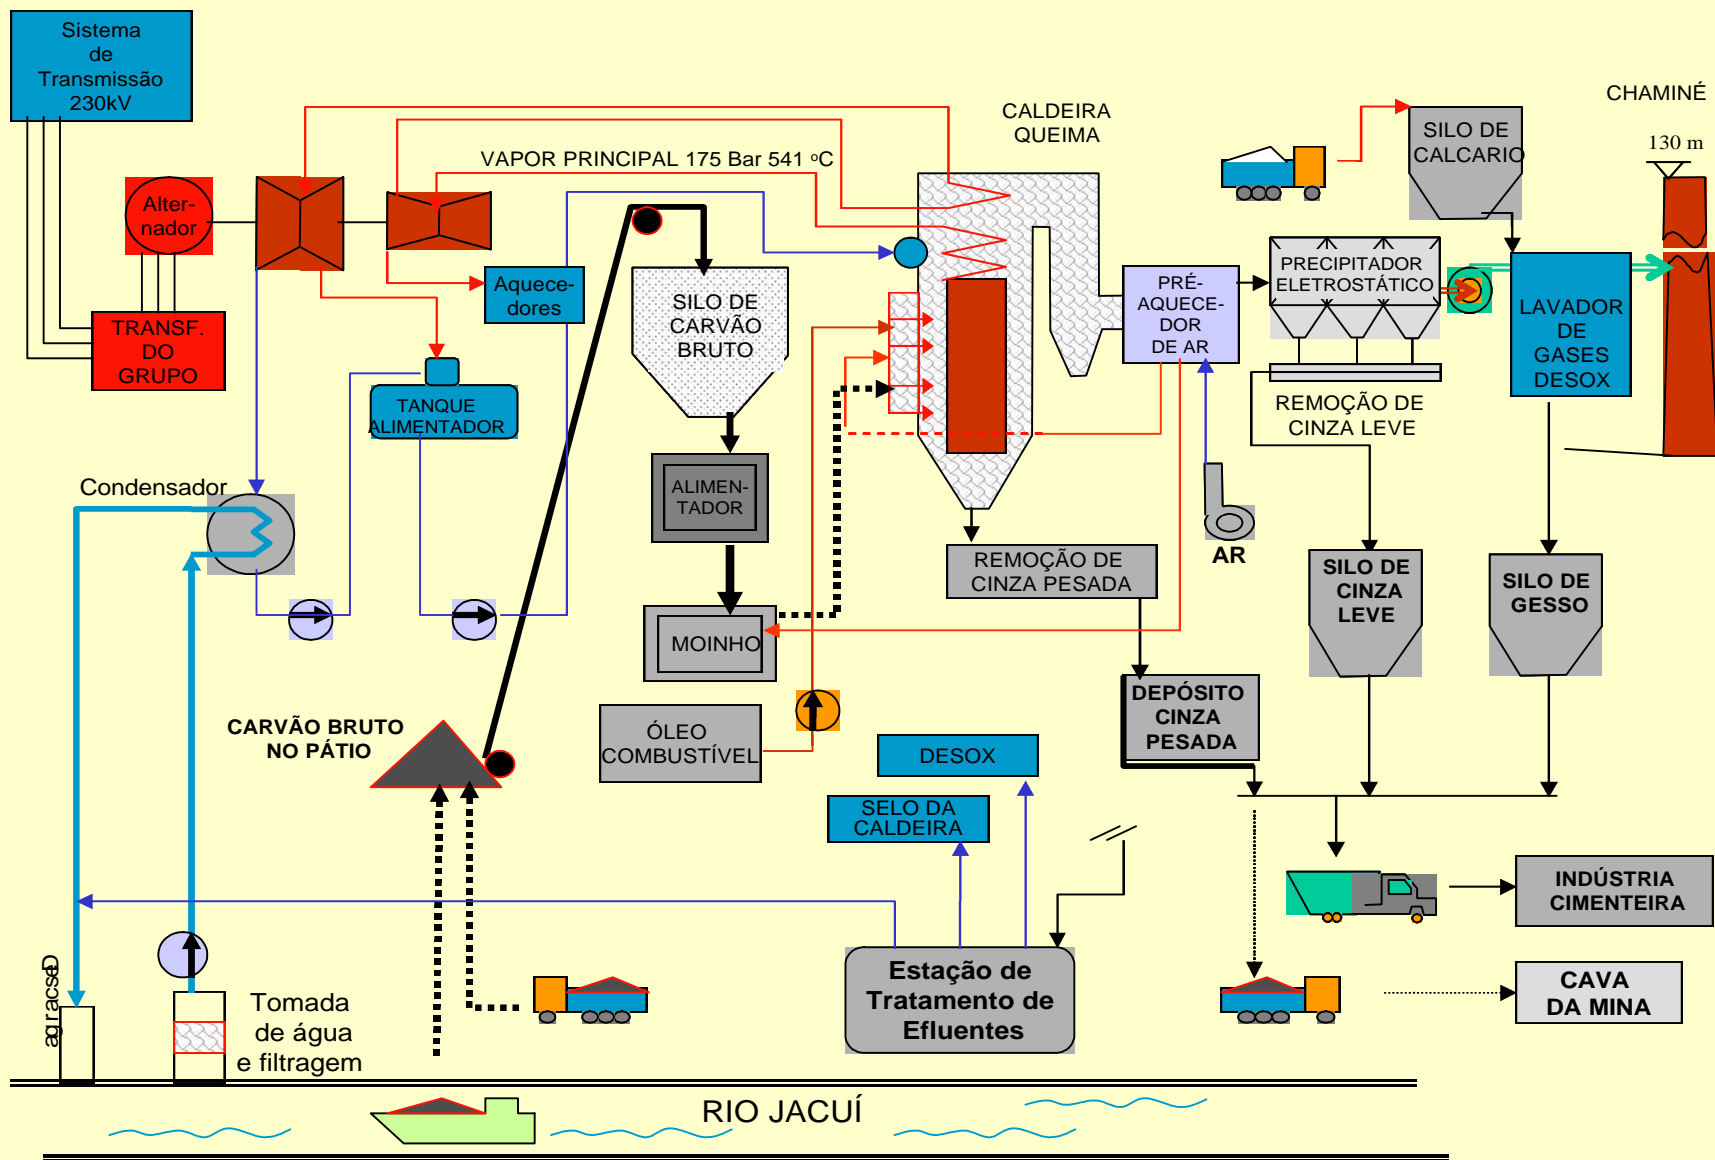 Sistema
de
Transmissão
230kV
CHAMINÉ
CALDEIRA
QUEIMA
SILO DE
CALCARIO
130 m
VAPOR PRINCIPAL 175 Bar 541 ºC
Alter-
nador
Aquece-
dores
SILO DE
CARVÃO
BRUTO
PRÉ-
AQUECE-
DOR
DE AR
PRECIPITADOR
ELETROSTÁTICO
LAVADOR
DE
GASES
DESOX
TRANSF.
DO
GRUPO
TANQUE
ALIMENTADOR
REMOÇÃO DE
CINZA LEVE
Condensador
ALIMEN-
TADOR
AR
REMOÇÃO DE
CINZA PESADA
SILO DE
CINZA
LEVE
SILO DE
GESSO
MOINHO
CARVÃO BRUTO
NO PÁTIO
ÓLEO
COMBUSTÍVEL
DEPÓSITO
CINZA
PESADA
DESOX
SELO DA
CALDEIRA
INDÚSTRIA
CIMENTEIRA
Estação de
Tratamento de
Efluentes
CAVA
DA MINA
Descarga
Tomada
de água
e filtragem
RIO JACUÍ